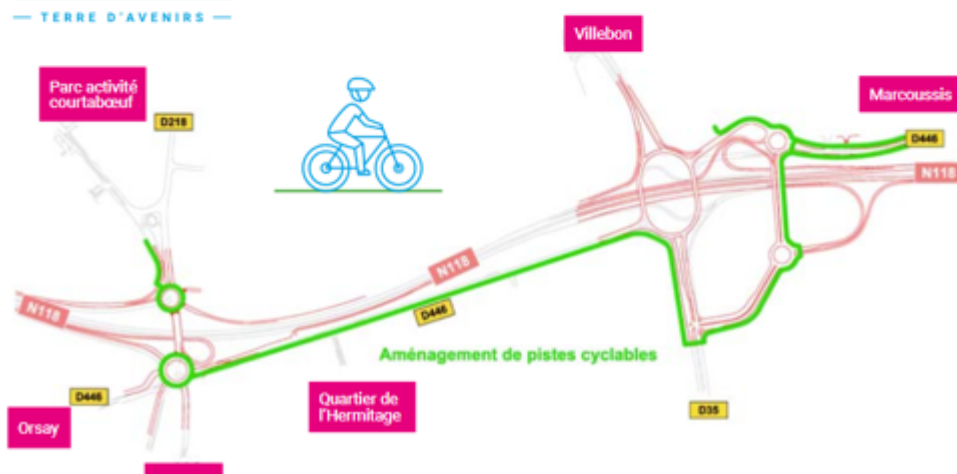 — TERRE D'AVENIRS —
Villebon
Parc activité
courtabœuf
D218
Marcoussis
D446
N118
N118
N118
D446
Aménagement de pistes cyclables
D446
Quartier de
l'Hermitage
Orsay
D35